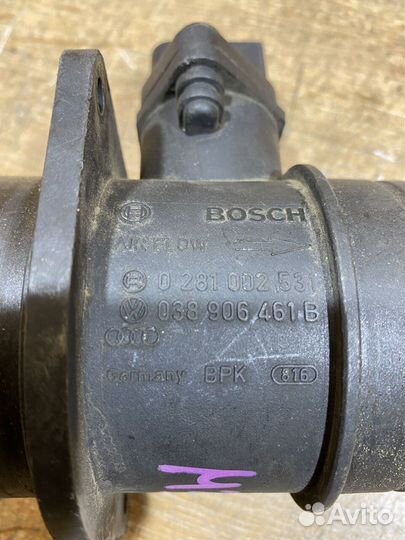 BOSCH
AIR FLOW
0 281 002 531
038 906 461 B
Germany BPK 816
Avito